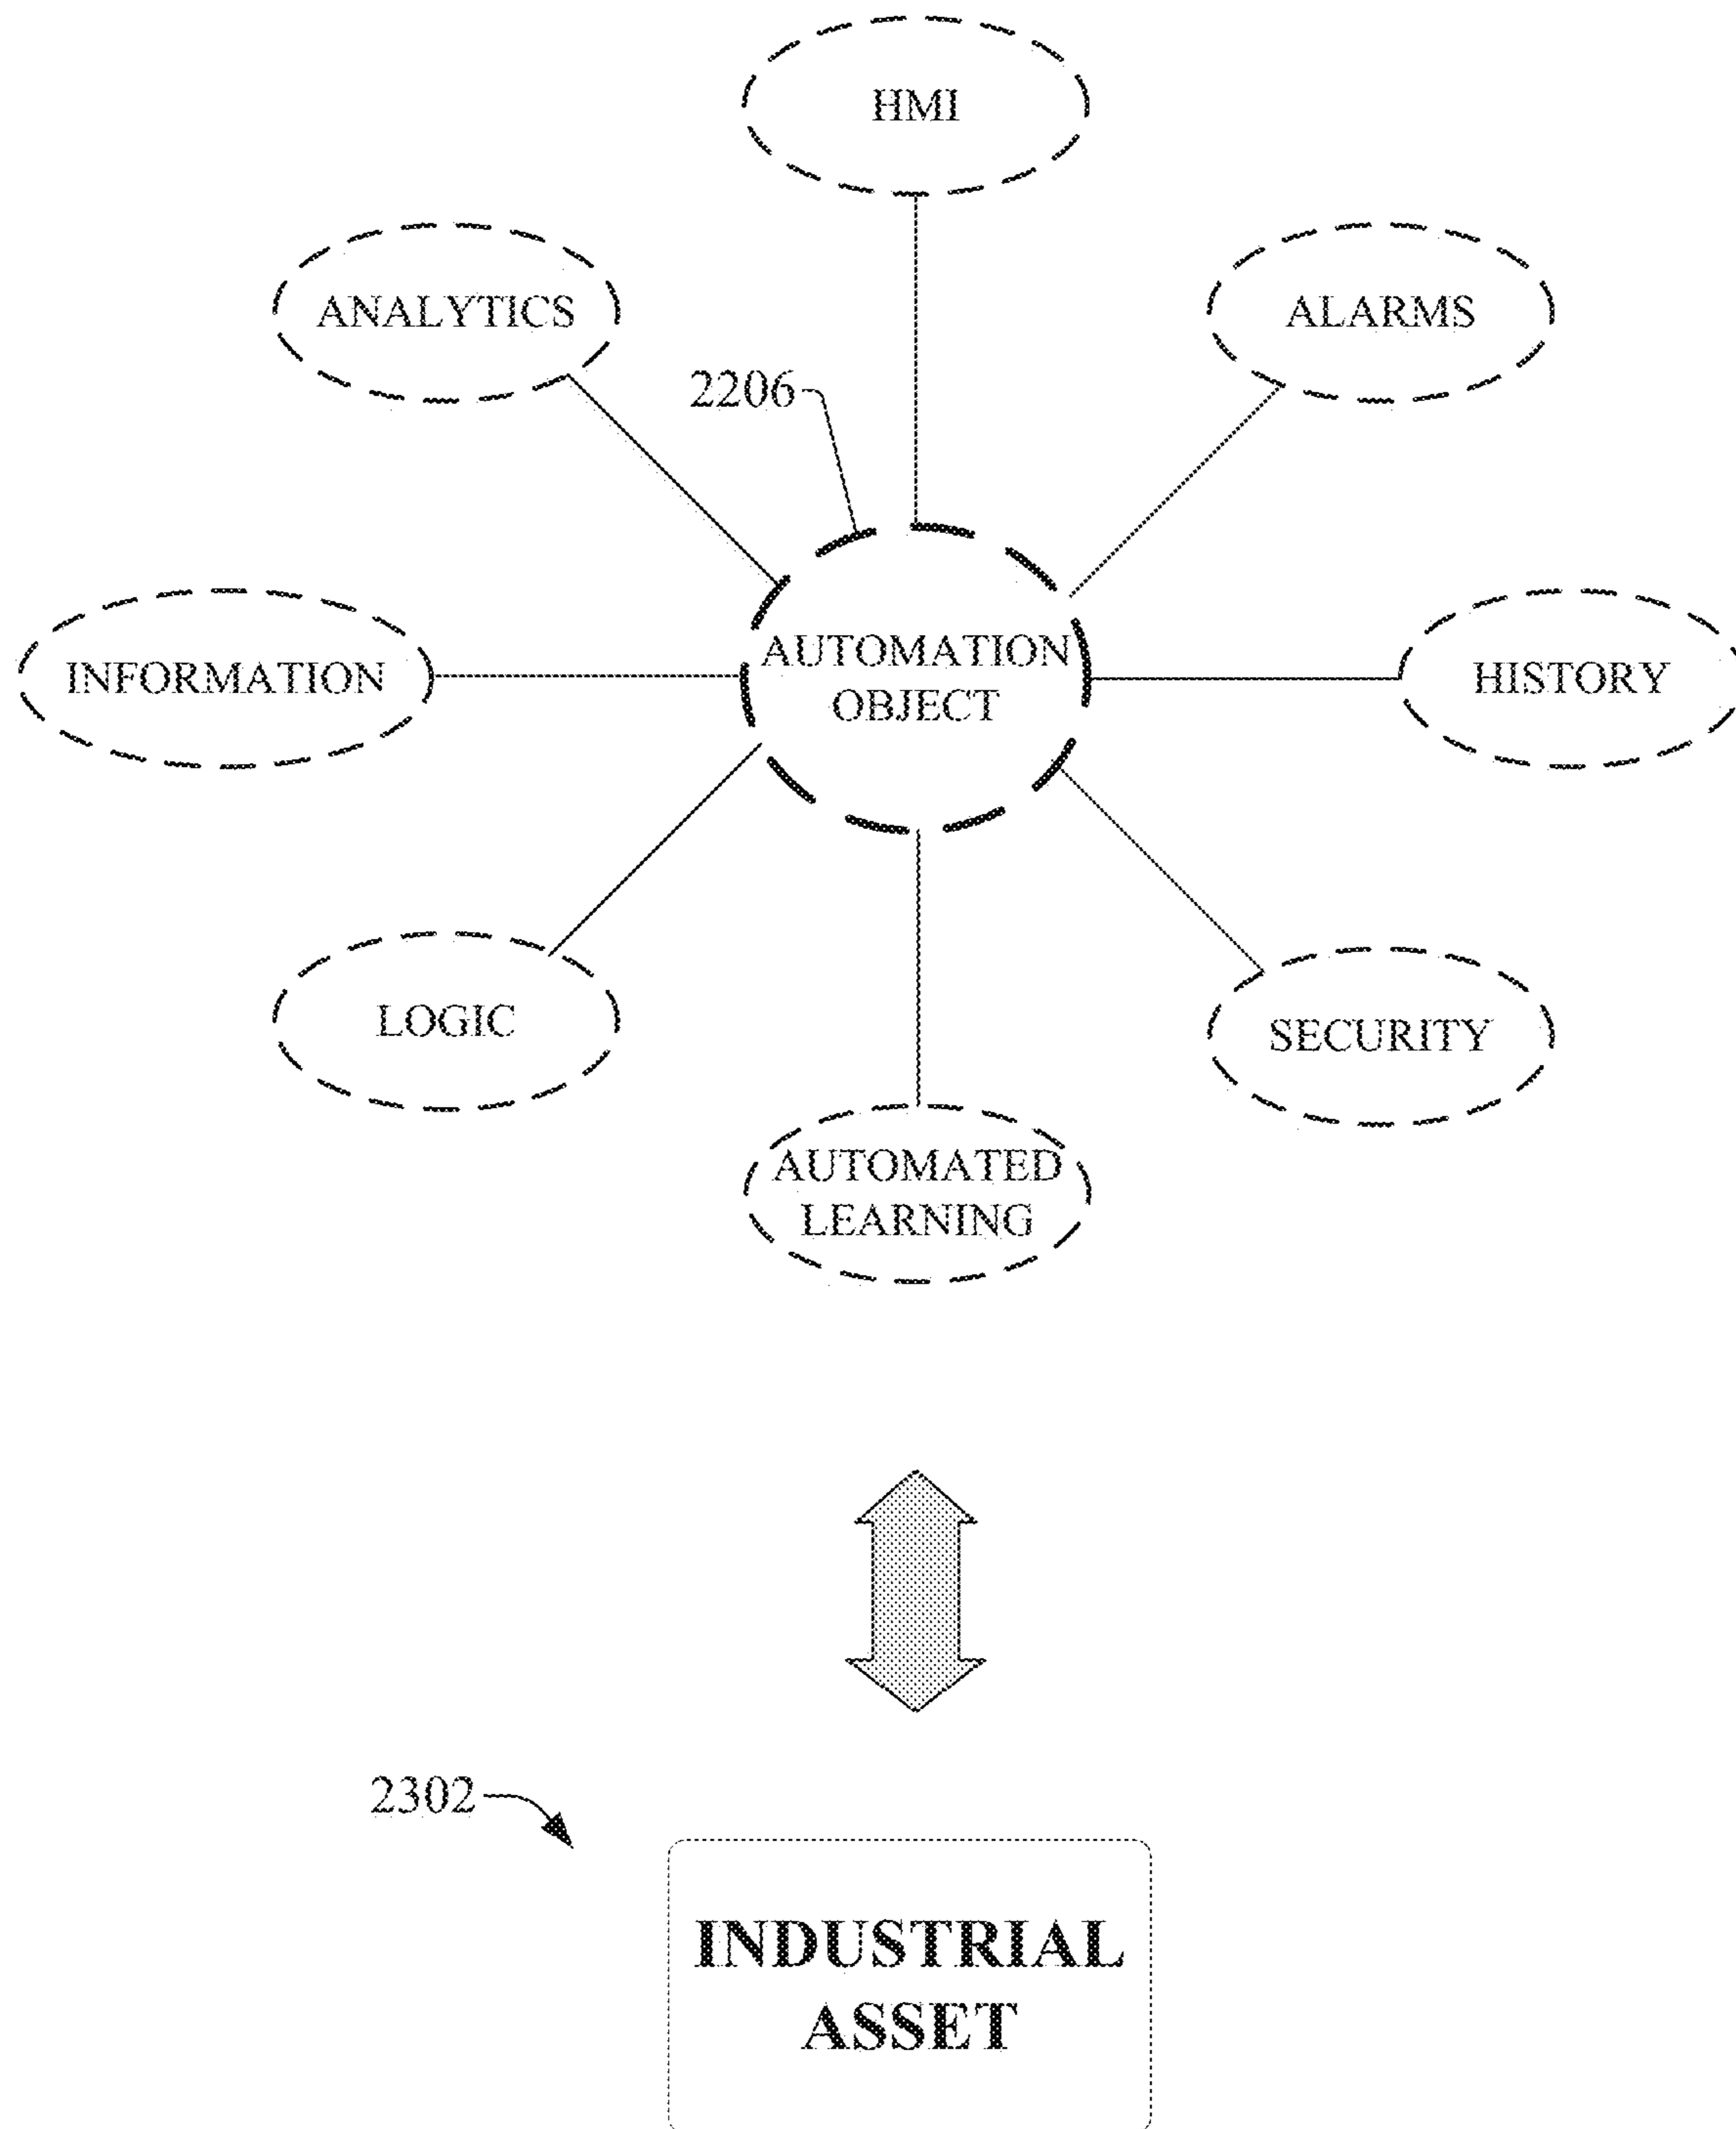 HMI
ANALYTICS
ALARMS
2206
AUTOMATION
OBJECT
INFORMATION
HISTORY
LOGIC
SECURITY
AUTOMATED
LEARNING
2302
INDUSTRIAL
ASSET